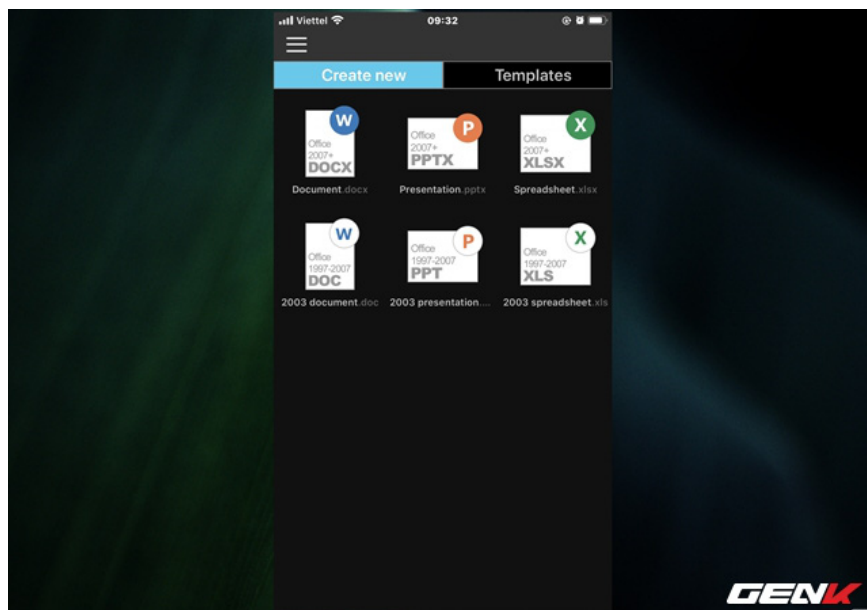 Viettel 09:32
Create new Templates
W P X
Office Office Office
2007+ 2007+ 2007+
DOCX PPTX XLSX
Document.docx Presentation.pptx Spreadsheet.xlsx
W P X
Office Office Office
1997-2007 1997-2007 1997-2007
DOC PPT XLS
2003 document.doc 2003 presentation.... 2003 spreadsheet.xls
GENK